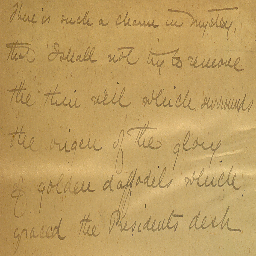 There is such a charm in mystery,
that I shall not try to remove
the thin veil which surrounds
the origin of the glory
of golden daffodils which
graced the Presidents desk